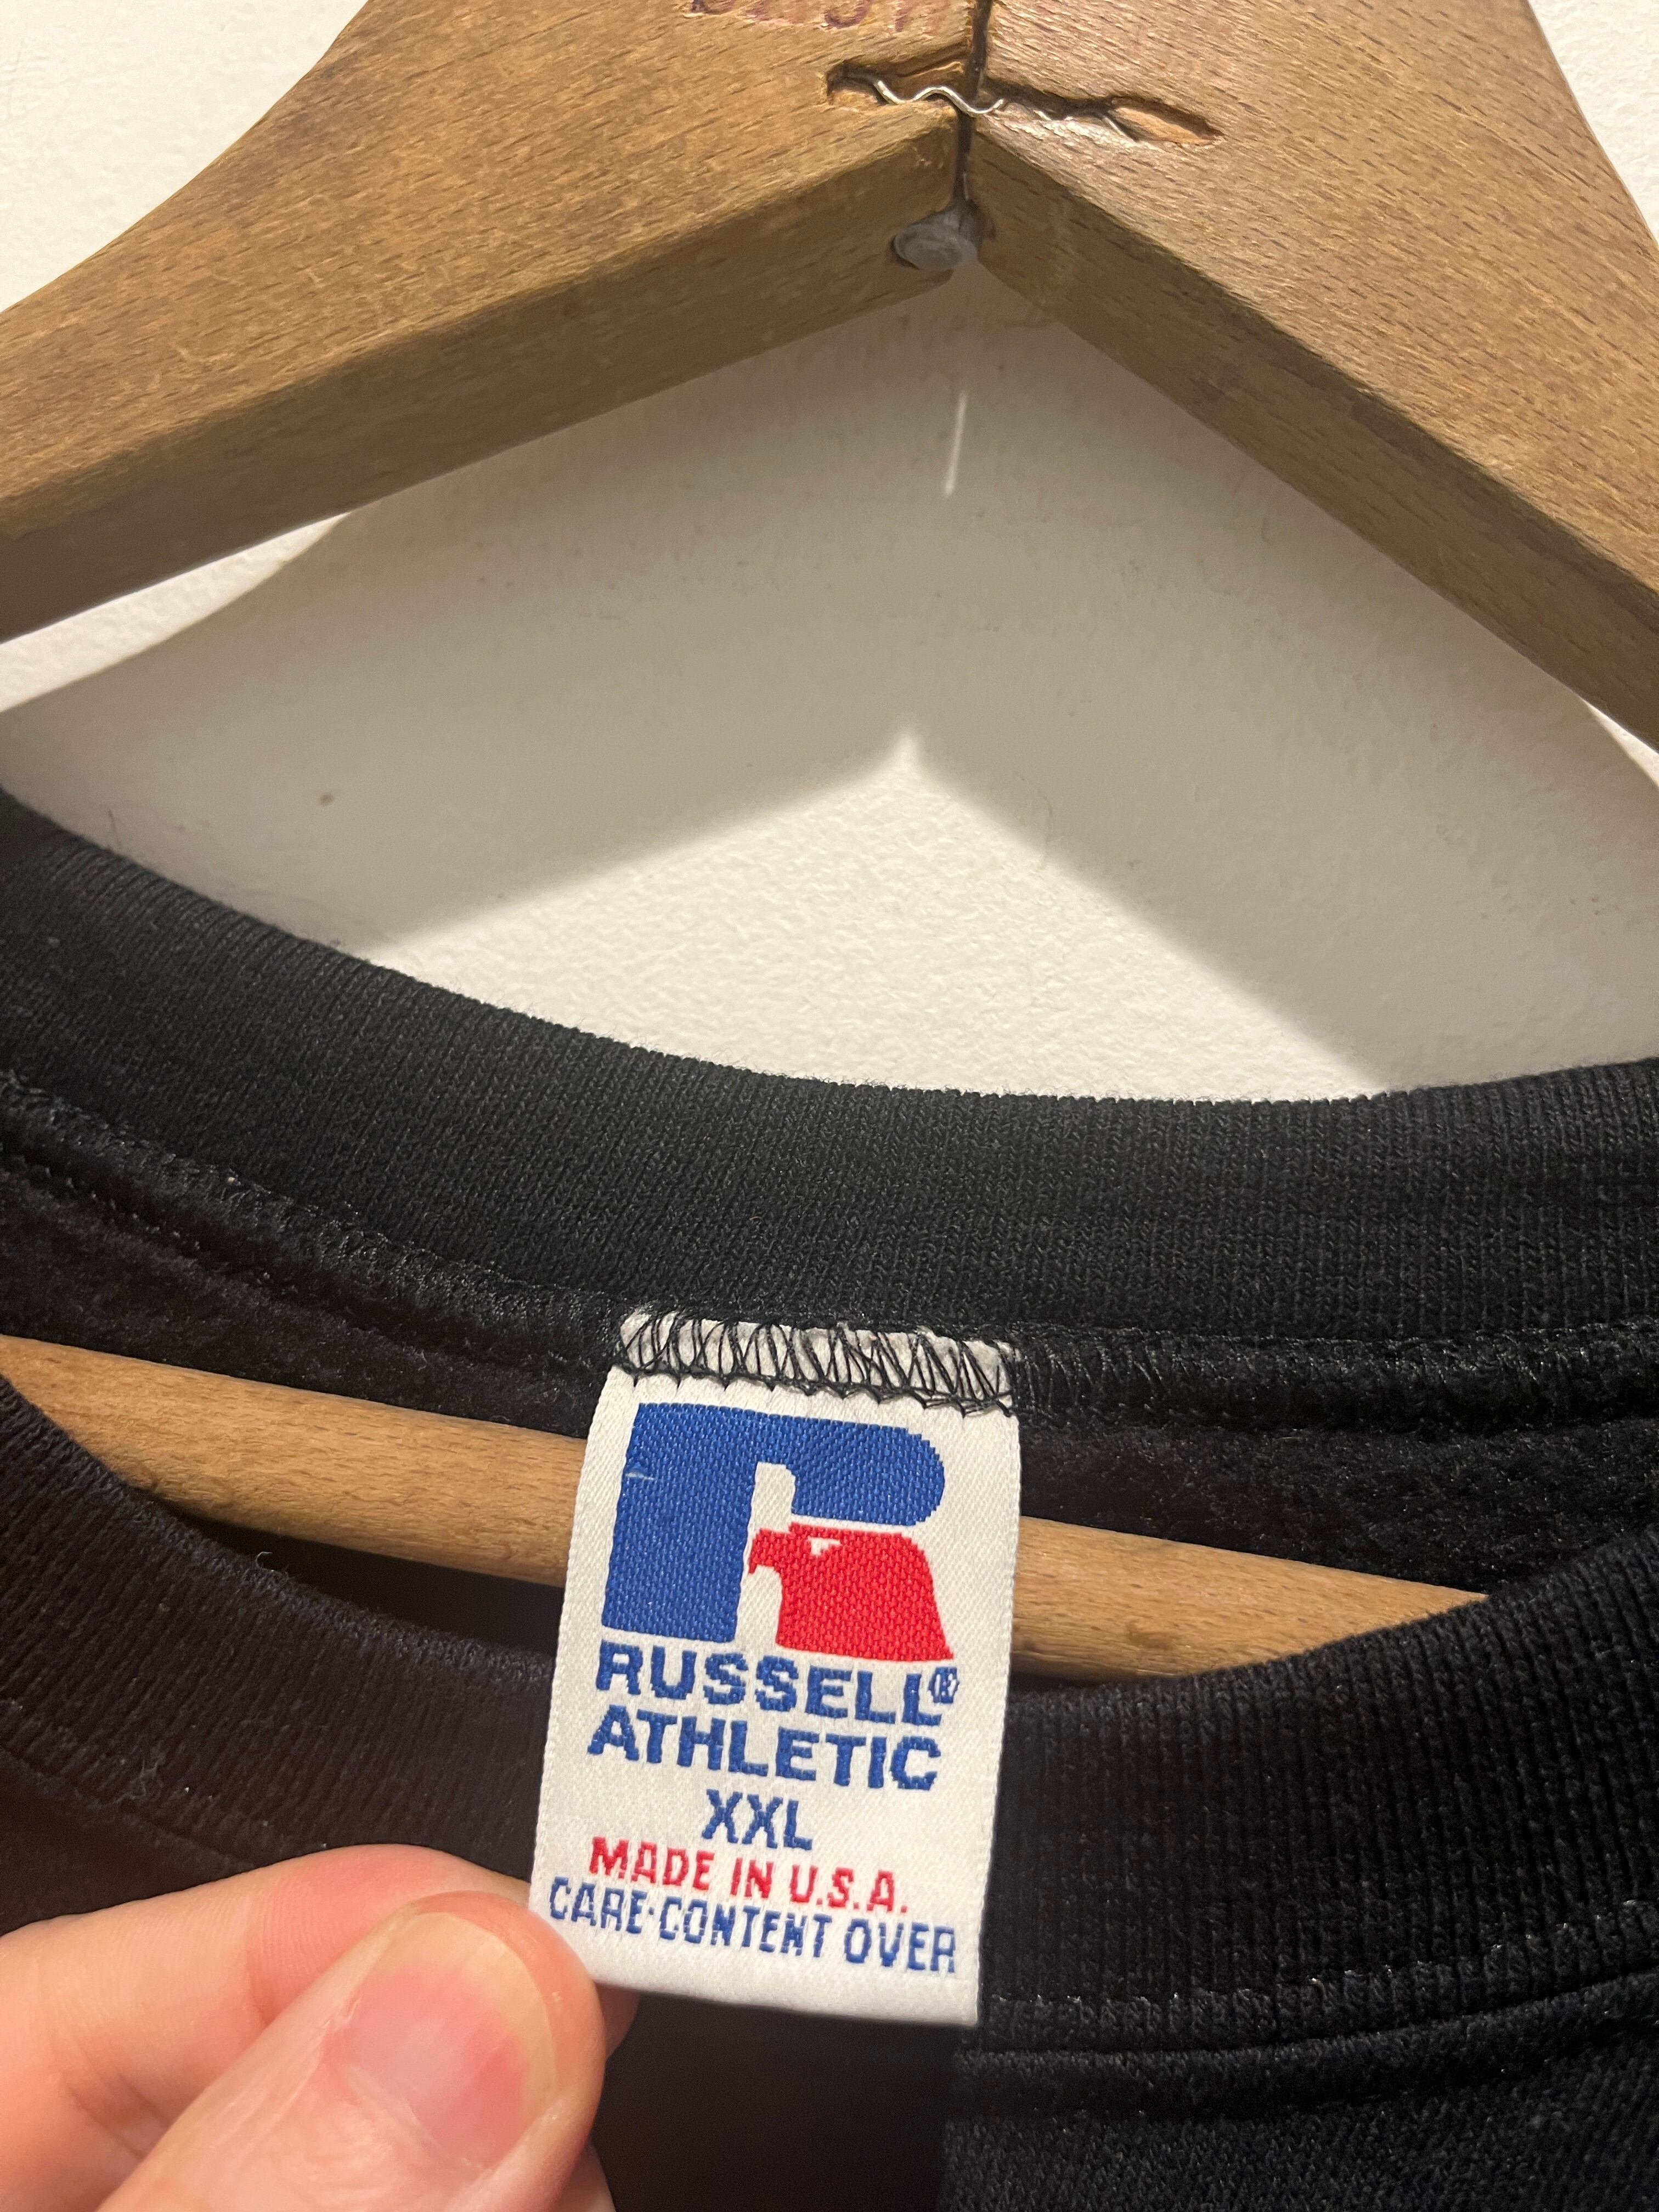 RUSSELL®
ATHLETIC
XXL
MADE IN U.S.A.
CARE·CONTENT OVER